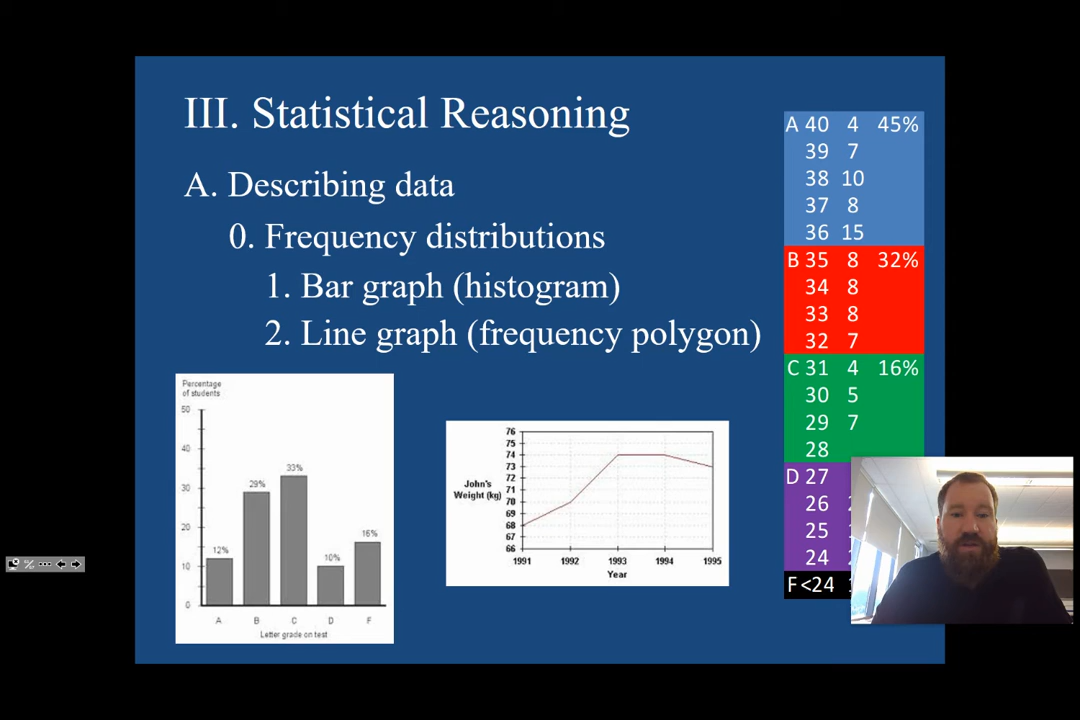 III. Statistical Reasoning
A. Describing data
0. Frequency distributions
1. Bar graph (histogram)
2. Line graph (frequency polygon)
Percentage
of students
50
40
30
20
10
0
12%
29%
33%
10%
16%
A B C D F
Letter grade on test
76
75
74
73
72
71
70
69
68
67
66
John's
Weight (kg)
1991 1992 1993 1994 1995
Year
A 40 4 45%
39 7
38 10
37 8
36 15
B 35 8 32%
34 8
33 8
32 7
C 31 4 16%
30 5
29 7
28
D 27
26
25
24
F <24